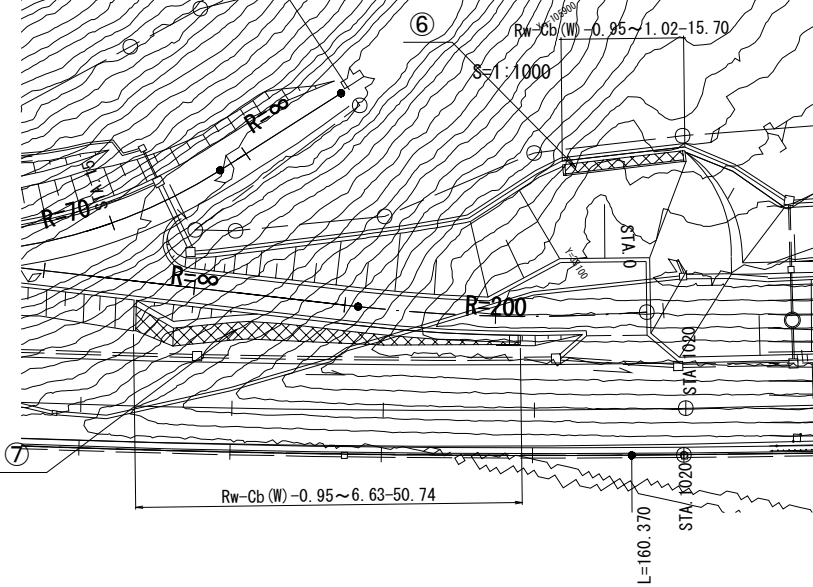 ⑥
Rw-Cb(W)-0.95～1.02-15.70
S=1:1000
R=∞
R=70
STA.0
R=∞
R=200
STA.1020
⑦
Rw-Cb(W)-0.95～6.63-50.74
STA.1020
L=160.370